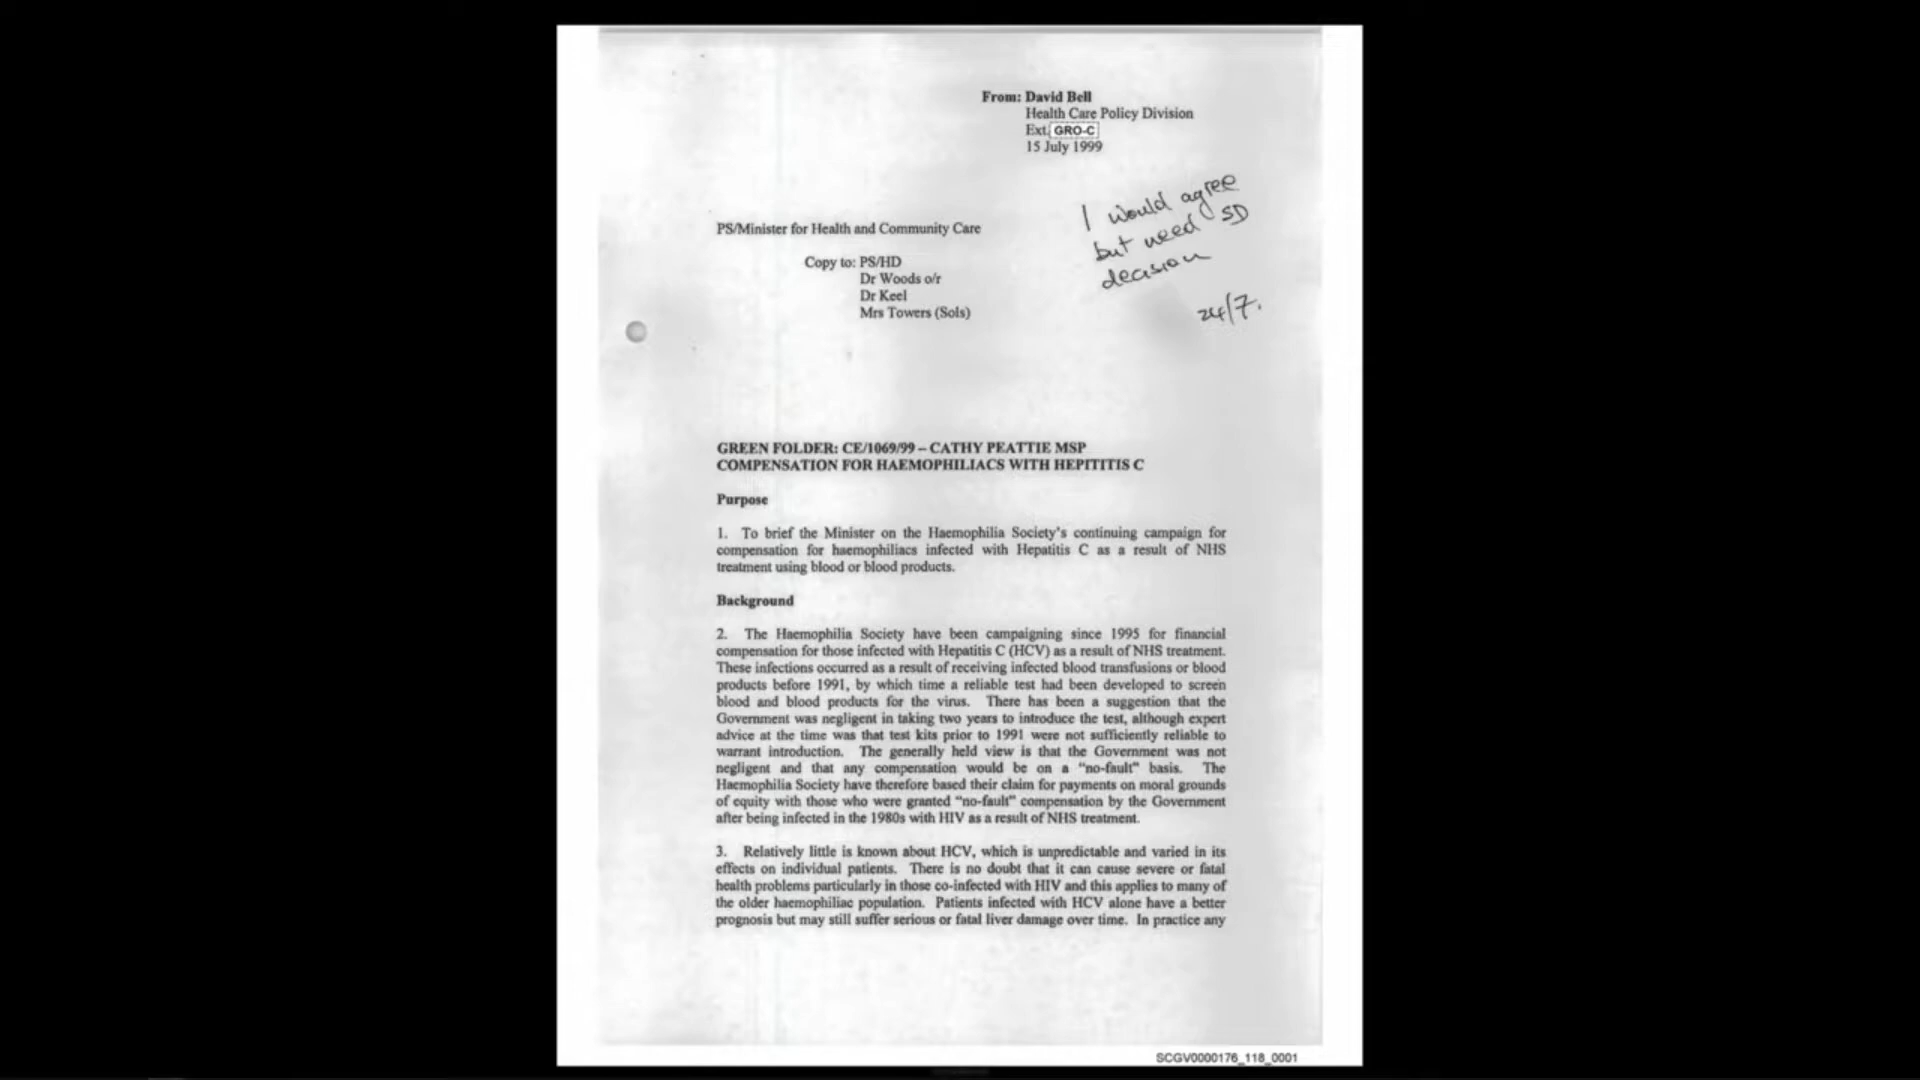 From: David Bell
Health Care Policy Division
Ext. GRO-C
15 July 1999
I would agree
but need SD
decision
24/7.
PS/Minister for Health and Community Care
Copy to: PS/HD
Dr Woods o/r
Dr Keel
Mrs Towers (Sols)
GREEN FOLDER: CE/1069/99 – CATHY PEATTIE MSP
COMPENSATION FOR HAEMOPHILIACS WITH HEPITITIS C
Purpose
1. To brief the Minister on the Haemophilia Society's continuing campaign for
compensation for haemophiliacs infected with Hepatitis C as a result of NHS
treatment using blood or blood products.
Background
2. The Haemophilia Society have been campaigning since 1995 for financial
compensation for those infected with Hepatitis C (HCV) as a result of NHS treatment.
These infections occurred as a result of receiving infected blood transfusions or blood
products before 1991, by which time a reliable test had been developed to screen
blood and blood products for the virus. There has been a suggestion that the
Government was negligent in taking two years to introduce the test, although expert
advice at the time was that test kits prior to 1991 were not sufficiently reliable to
warrant introduction. The generally held view is that the Government was not
negligent and that any compensation would be on a "no-fault" basis. The
Haemophilia Society have therefore based their claim for payments on moral grounds
of equity with those who were granted "no-fault" compensation by the Government
after being infected in the 1980s with HIV as a result of NHS treatment.
3. Relatively little is known about HCV, which is unpredictable and varied in its
effects on individual patients. There is no doubt that it can cause severe or fatal
health problems particularly in those co-infected with HIV and this applies to many of
the older haemophiliac population. Patients infected with HCV alone have a better
prognosis but may still suffer serious or fatal liver damage over time. In practice any
SCGV0000176_118_0001